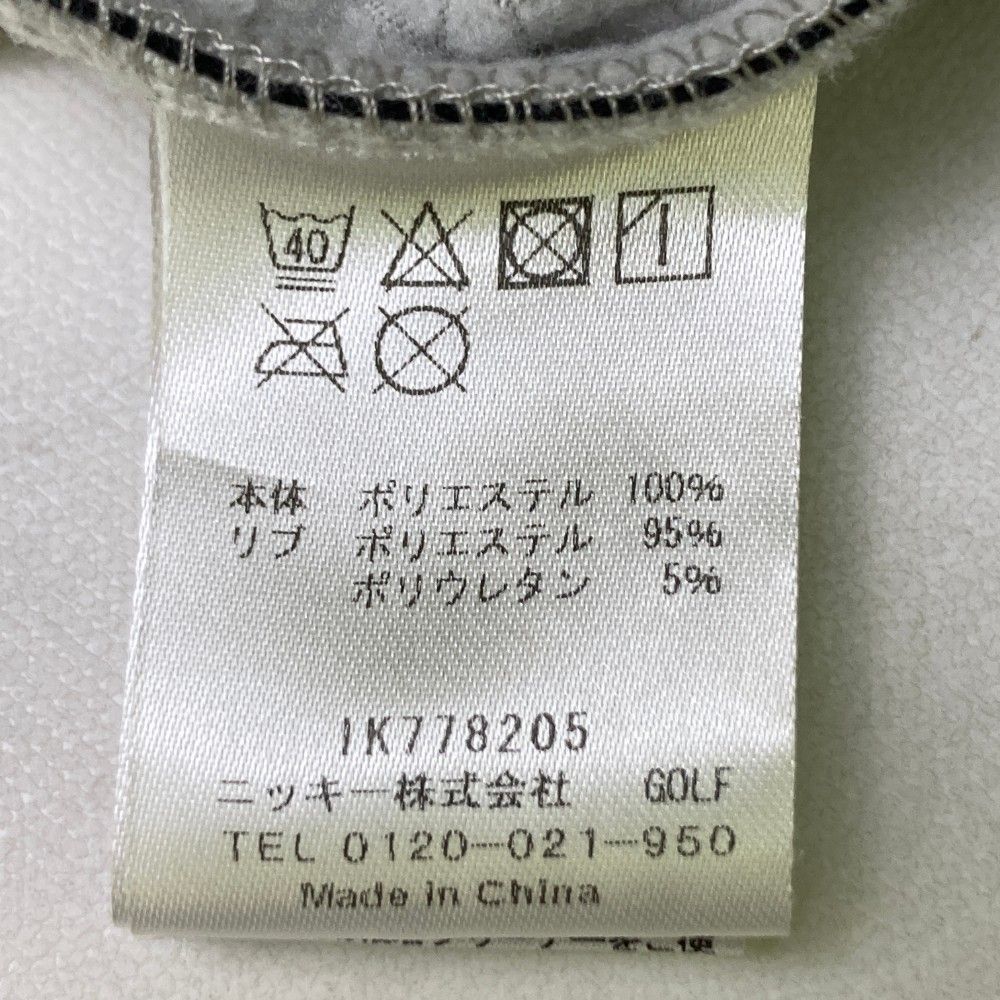 40
本体 ポリエステル 100%
リブ ポリエステル 95%
ポリウレタン 5%
IK778205
ニッキー株式会社 GOLF
TEL 0120-021-950
Made in China